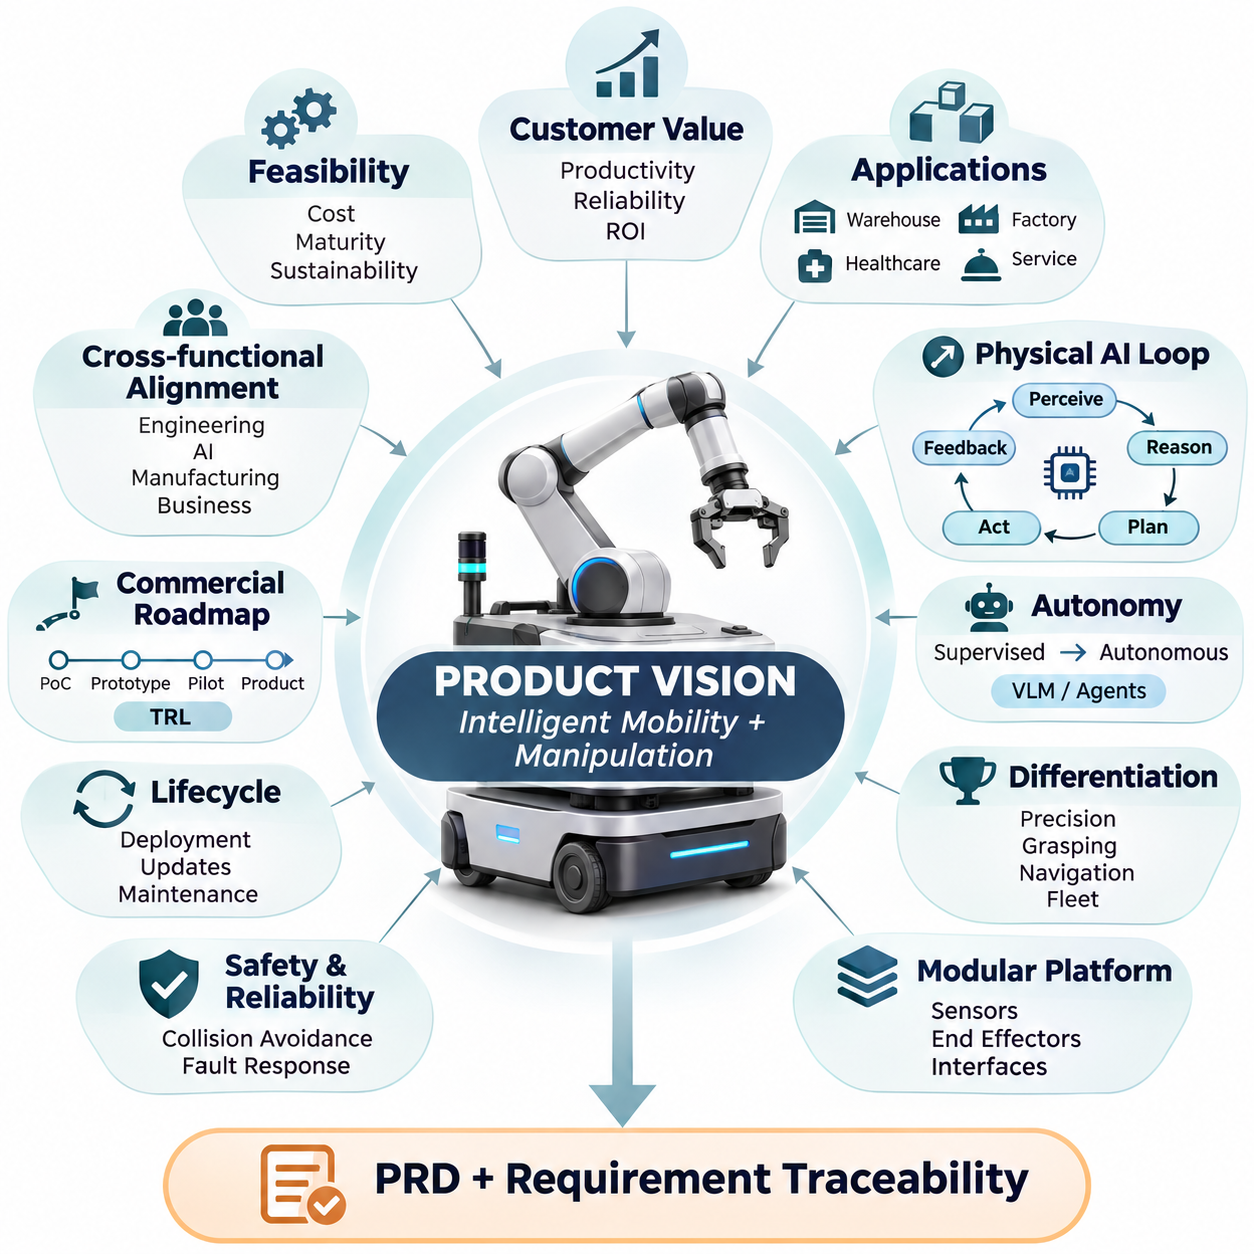 Customer Value
Productivity
Reliability
ROI
Feasibility
Cost
Maturity
Sustainability
Applications
Warehouse
Factory
Healthcare
Service
Cross-functional
Alignment
Engineering
AI
Manufacturing
Business
Physical AI Loop
Perceive
Reason
Plan
Act
Feedback
Commercial
Roadmap
PoC Prototype Pilot Product
TRL
Autonomy
Supervised → Autonomous
VLM / Agents
PRODUCT VISION
Intelligent Mobility +
Manipulation
Lifecycle
Deployment
Updates
Maintenance
Differentiation
Precision
Grasping
Navigation
Fleet
Safety &
Reliability
Collision Avoidance
Fault Response
Modular Platform
Sensors
End Effectors
Interfaces
PRD + Requirement Traceability